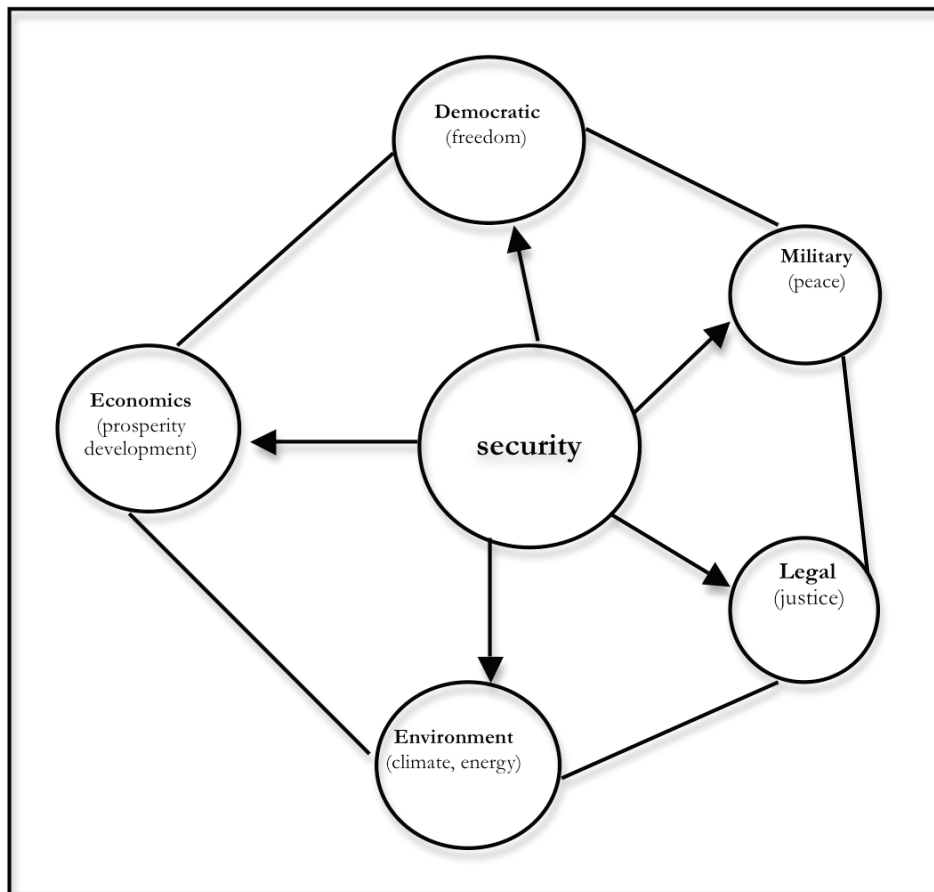 Democratic
(freedom)
Military
(peace)
Economics
(prosperity
development)
security
Legal
(justice)
Environment
(climate, energy)